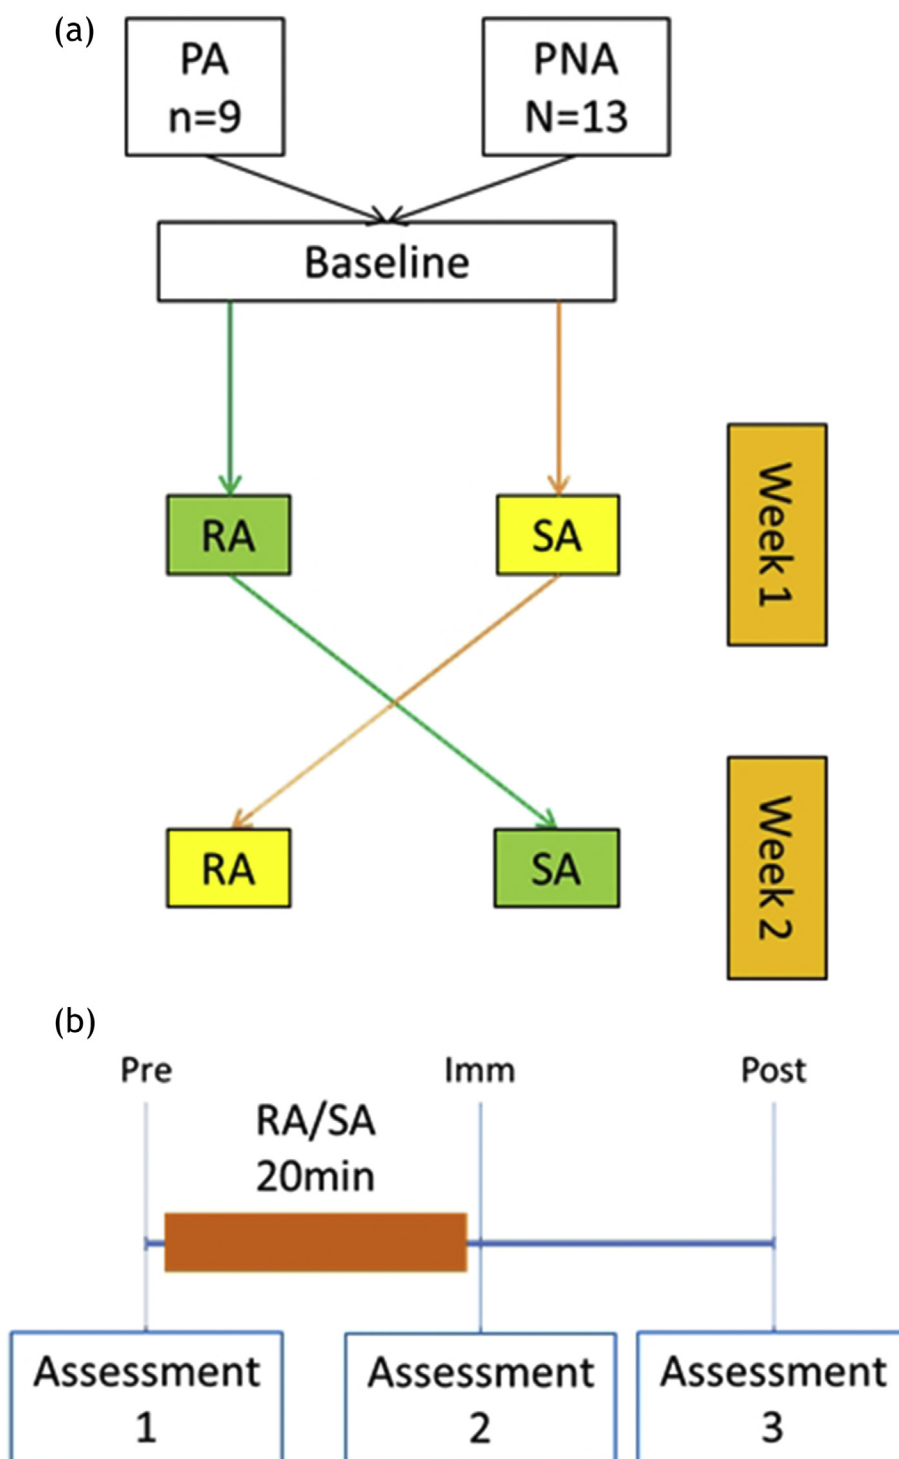 (a)
PA
n=9
PNA
N=13
Baseline
RA
SA
Week 1
RA
SA
Week 2
(b)
Pre
Imm
Post
RA/SA
20min
Assessment
1
Assessment
2
Assessment
3